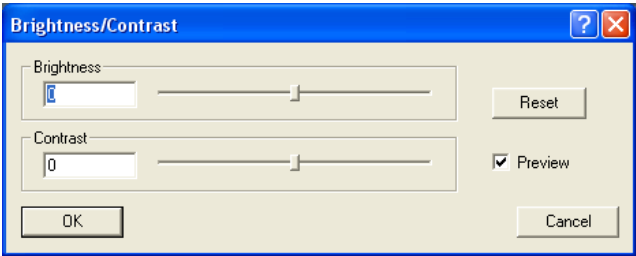 Brightness/Contrast
?
Brightness
0
Reset
Contrast
0
Preview
OK
Cancel